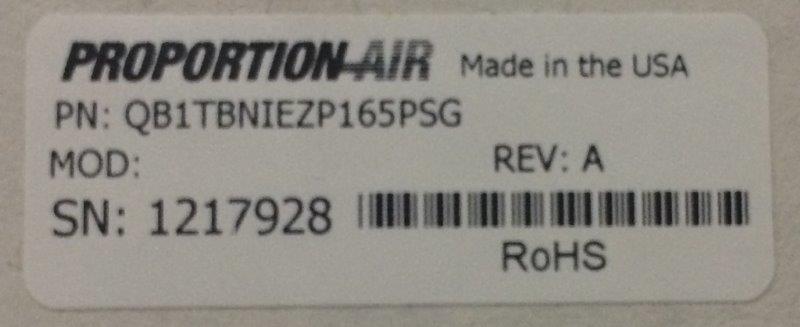 PROPORTION-AIR Made in the USA
PN: QB1TBNIEZP165PSG
MOD:
REV: A
SN: 1217928
RoHS